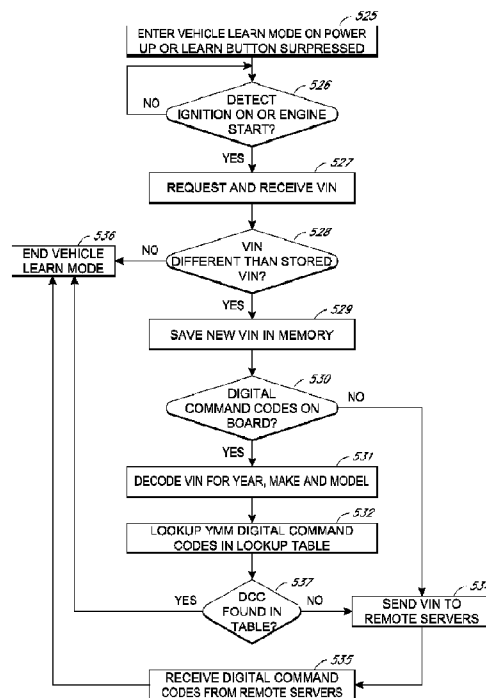 525
ENTER VEHICLE LEARN MODE ON POWER
UP OR LEARN BUTTON SURPRESSED
526
NO
DETECT
IGNITION ON OR ENGINE
START?
YES
527
REQUEST AND RECEIVE VIN
536
END VEHICLE
LEARN MODE
NO
528
VIN
DIFFERENT THAN STORED
VIN?
YES
529
SAVE NEW VIN IN MEMORY
530
DIGITAL
COMMAND CODES ON
BOARD?
NO
YES
531
DECODE VIN FOR YEAR, MAKE AND MODEL
532
LOOKUP YMM DIGITAL COMMAND
CODES IN LOOKUP TABLE
537
YES
DCC
FOUND IN
TABLE?
NO
SEND VIN TO
REMOTE SERVERS
535
RECEIVE DIGITAL COMMAND
CODES FROM REMOTE SERVERS